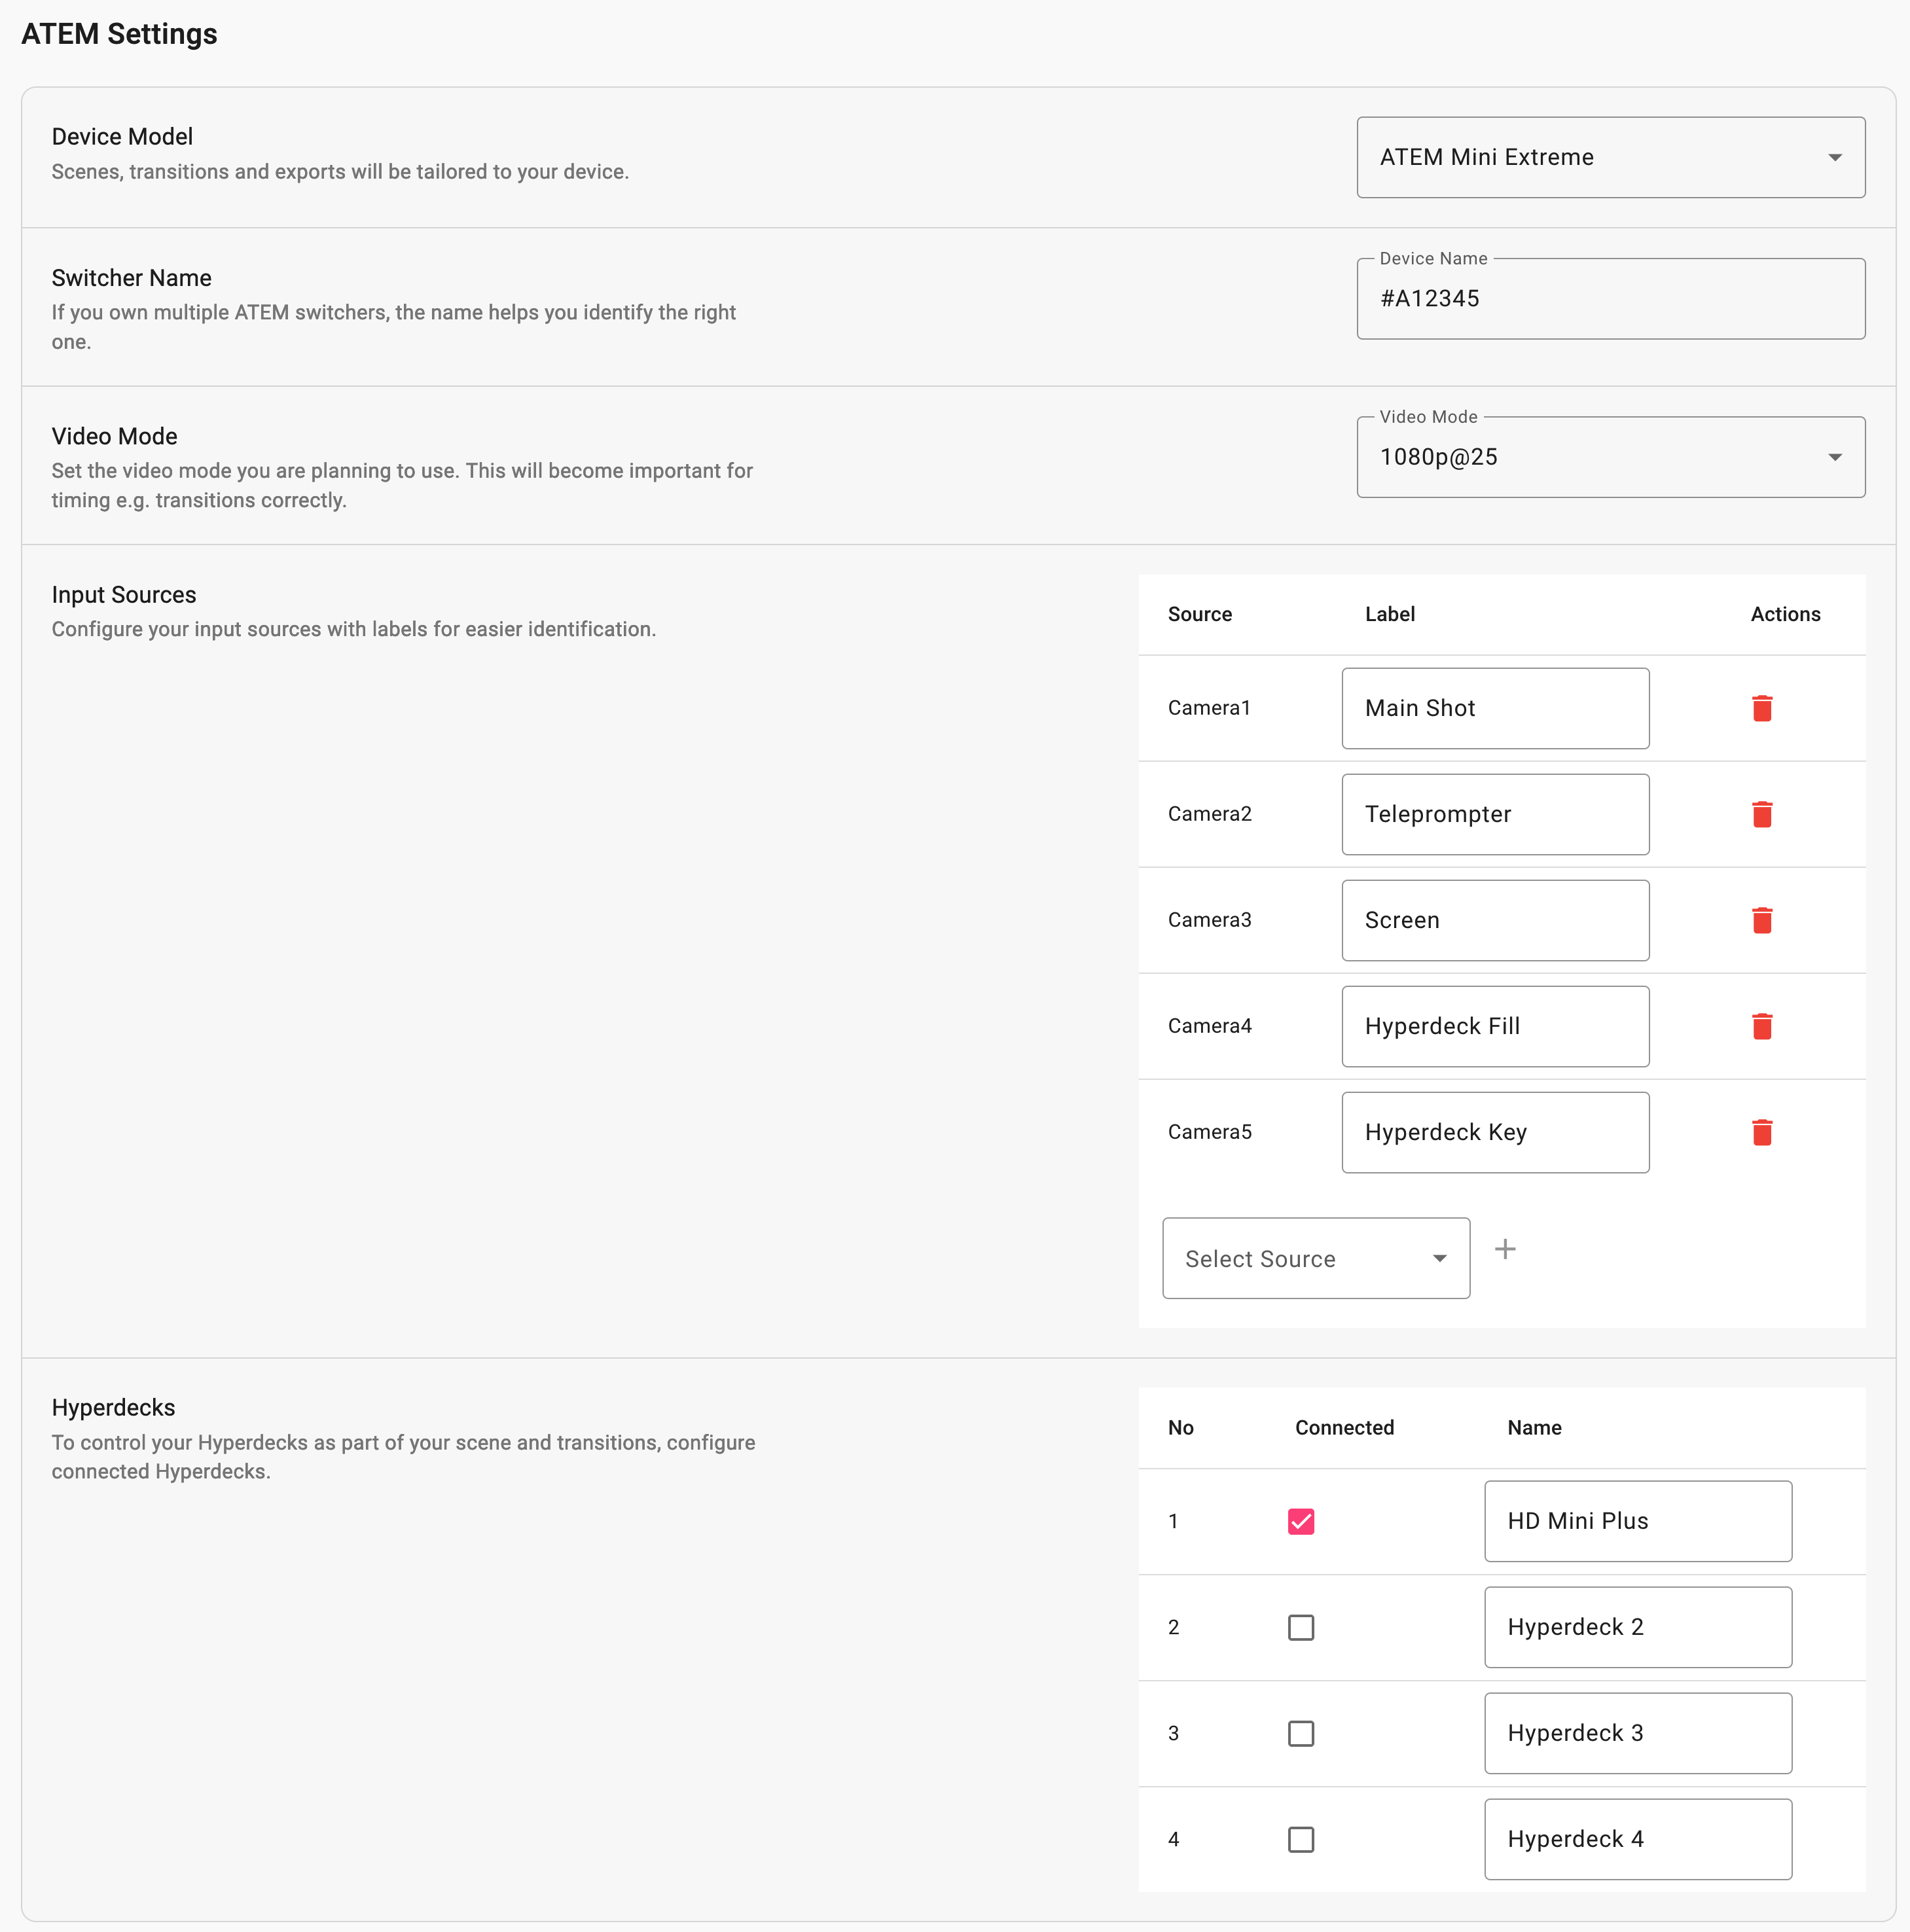 ATEM Settings
Device Model
Scenes, transitions and exports will be tailored to your device.
ATEM Mini Extreme
Switcher Name
If you own multiple ATEM switchers, the name helps you identify the right
one.
Device Name
#A12345
Video Mode
Set the video mode you are planning to use. This will become important for
timing e.g. transitions correctly.
Video Mode
1080p@25
Input Sources
Configure your input sources with labels for easier identification.
Source Label Actions
Camera1 Main Shot
Camera2 Teleprompter
Camera3 Screen
Camera4 Hyperdeck Fill
Camera5 Hyperdeck Key
Select Source
Hyperdecks
To control your Hyperdecks as part of your scene and transitions, configure
connected Hyperdecks.
No Connected Name
1 HD Mini Plus
2 Hyperdeck 2
3 Hyperdeck 3
4 Hyperdeck 4